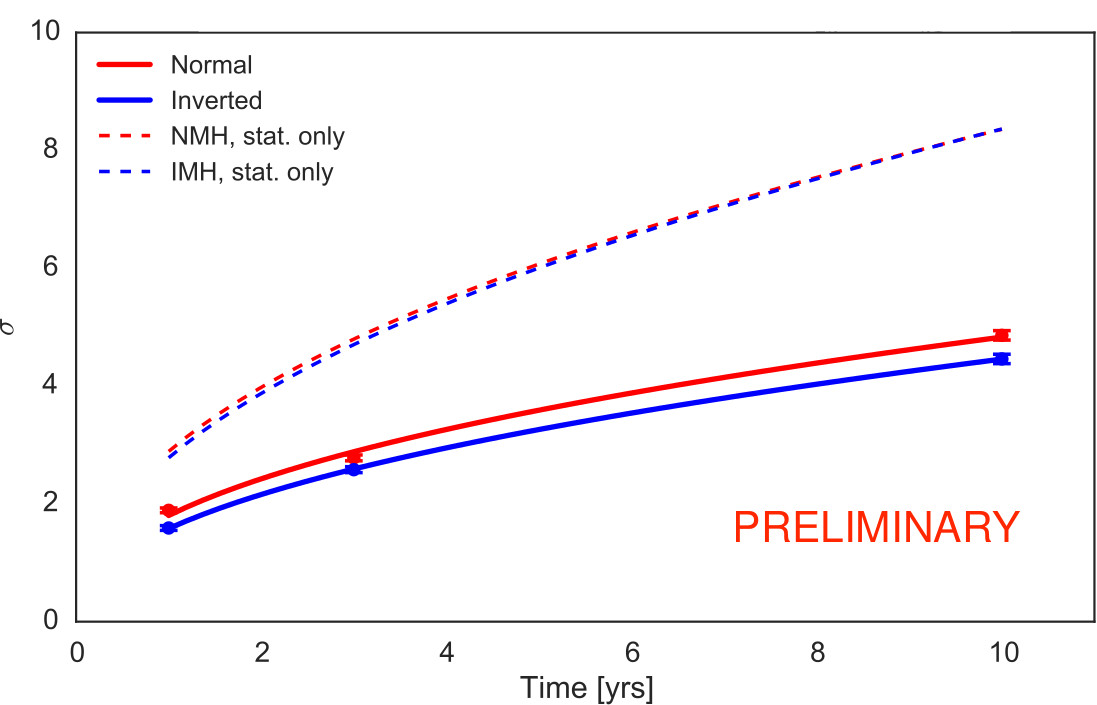 10
8
6
4
2
0
σ
Normal
Inverted
NMH, stat. only
IMH, stat. only
PRELIMINARY
0 2 4 6 8 10
Time [yrs]